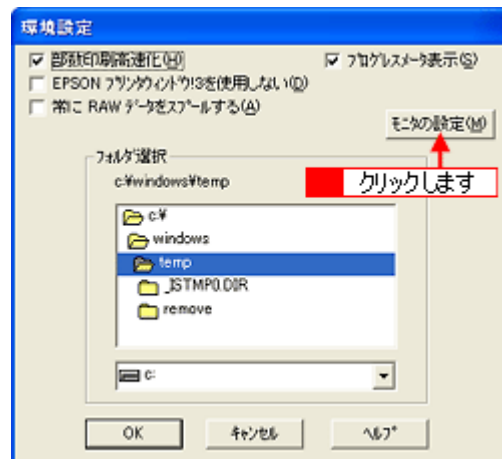 環境設定
部数印刷高速化(H)
プログレスメータ表示(S)
EPSON プリンタウィンドウ!3を使用しない(D)
常に RAW データをスプールする(A)
モニタの設定(M)
クリックします
フォルダ選択
c:¥windows¥temp
c:¥
windows
temp
_ISTMP0.DIR
remove
c:
OK
キャンセル
ヘルプ